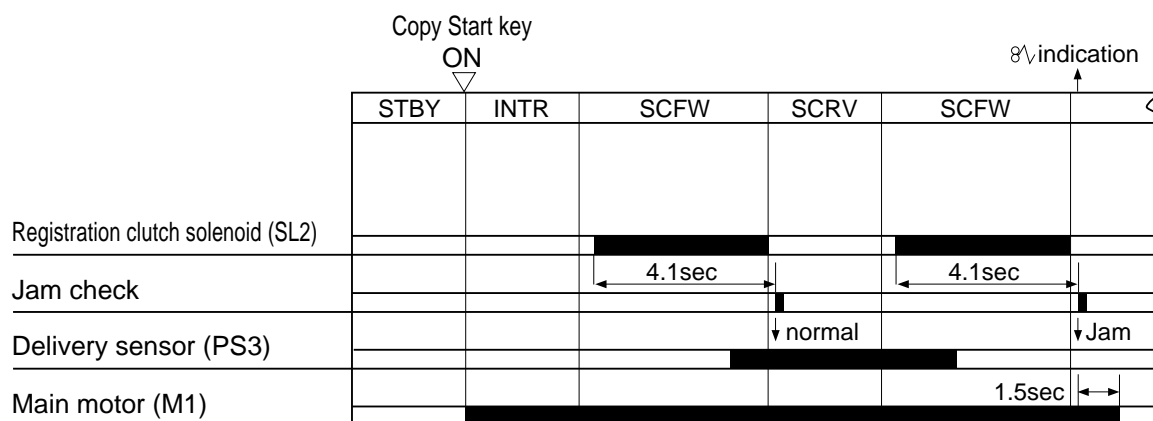 Copy Start key
ON
indication
STBY INTR SCFW SCRV SCFW
Registration clutch solenoid (SL2)
4.1sec 4.1sec
Jam check
normal Jam
Delivery sensor (PS3)
1.5sec
Main motor (M1)